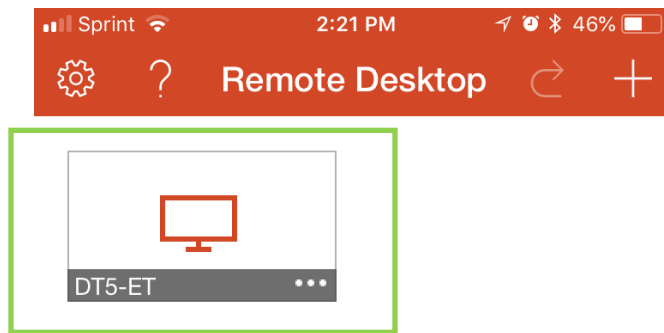 Sprint 2:21 PM 46%
? Remote Desktop
DT5-ET •••